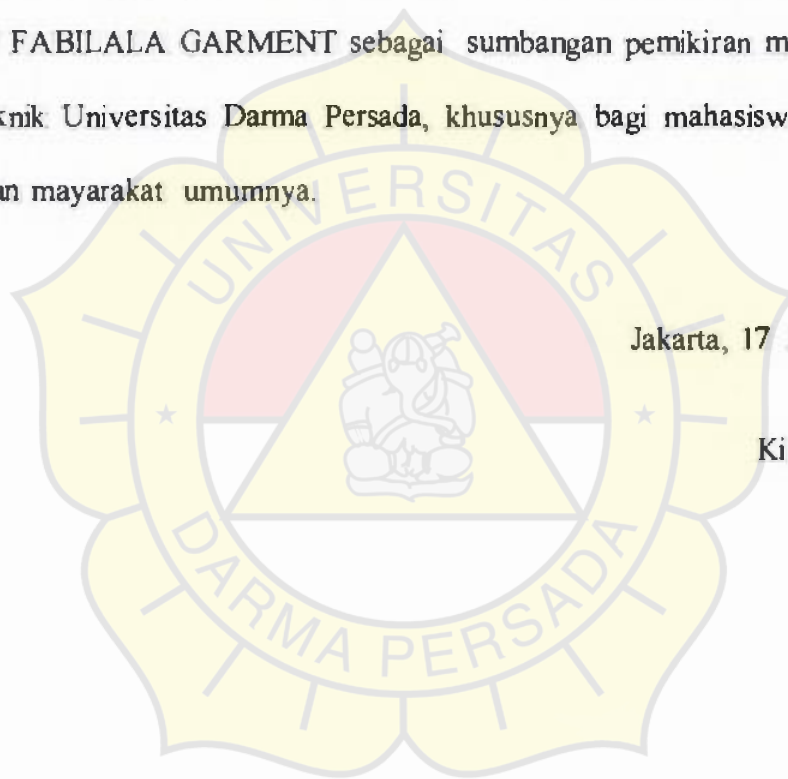 FABILALA GARMENT sebagai sumbangan pemikiran m
knik Universitas Darma Persada, khususnya bagi mahasisw
an mayarakat umumnya.
UNIVERSITAS
Jakarta, 17
Ki
DARMA PERSADA